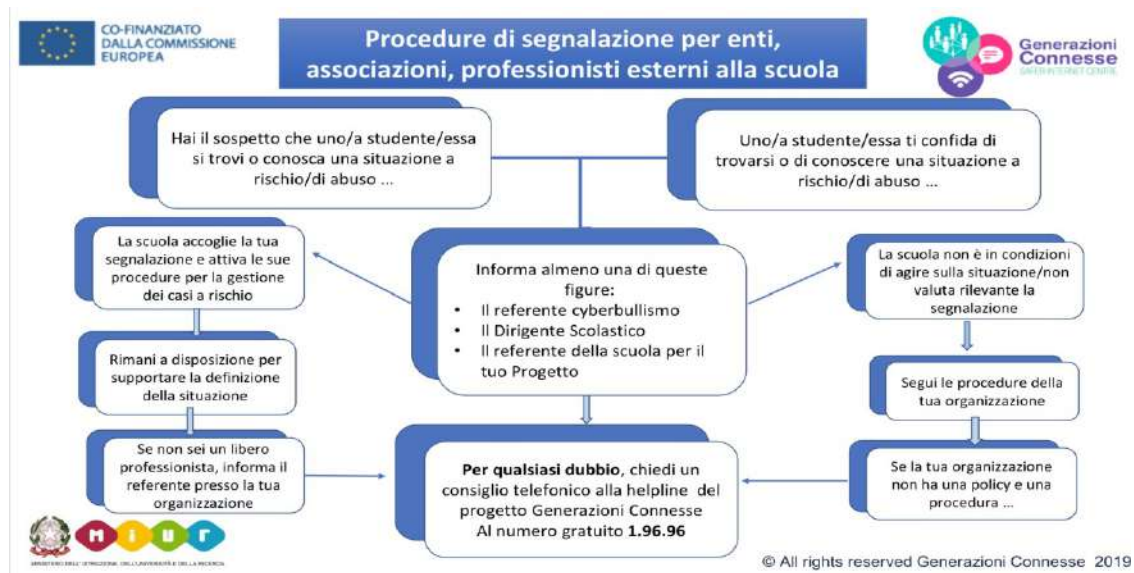 CO-FINANZIATO
DALLA COMMISSIONE
EUROPEA
Procedure di segnalazione per enti,
associazioni, professionisti esterni alla scuola
Generazioni
Connesse
SAFER INTERNET CENTRE
Hai il sospetto che uno/a studente/essa
si trovi o conosca una situazione a
rischio/di abuso ...
Uno/a studente/essa ti confida di
trovarsi o di conoscere una situazione a
rischio/di abuso ...
La scuola accoglie la tua
segnalazione e attiva le sue
procedure per la gestione
dei casi a rischio
Informa almeno una di queste
figure:
• Il referente cyberbullismo
• Il Dirigente Scolastico
• Il referente della scuola per il
tuo Progetto
La scuola non è in condizioni
di agire sulla situazione/non
valuta rilevante la
segnalazione
Rimani a disposizione per
supportare la definizione
della situazione
Segui le procedure della
tua organizzazione
Se non sei un libero
professionista, informa il
referente presso la tua
organizzazione
Per qualsiasi dubbio, chiedi un
consiglio telefonico alla helpline del
progetto Generazioni Connesse
Al numero gratuito 1.96.96
Se la tua organizzazione
non ha una policy e una
procedura ...
miur
MINISTERO DELL'ISTRUZIONE, DELL'UNIVERSITÀ E DELLA RICERCA
© All rights reserved Generazioni Connesse 2019